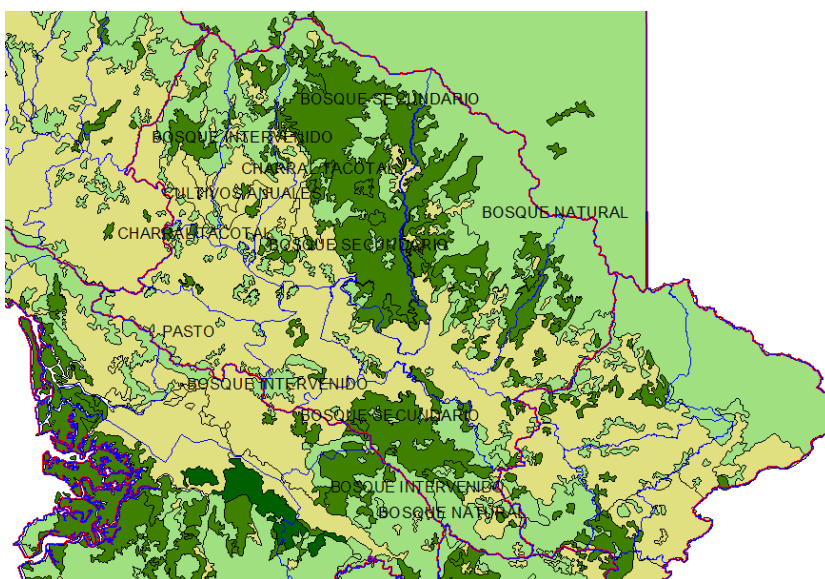 BOSQUE SECUNDARIO
BOSQUE INTERVENIDO
CHARRAL TACOTAL
CULTIVOS ANUALES
BOSQUE NATURAL
CHARRAL TACOTAL
BOSQUE SECUNDARIO
PASTO
BOSQUE INTERVENIDO
BOSQUE SECUNDARIO
BOSQUE INTERVENIDO
BOSQUE NATURAL